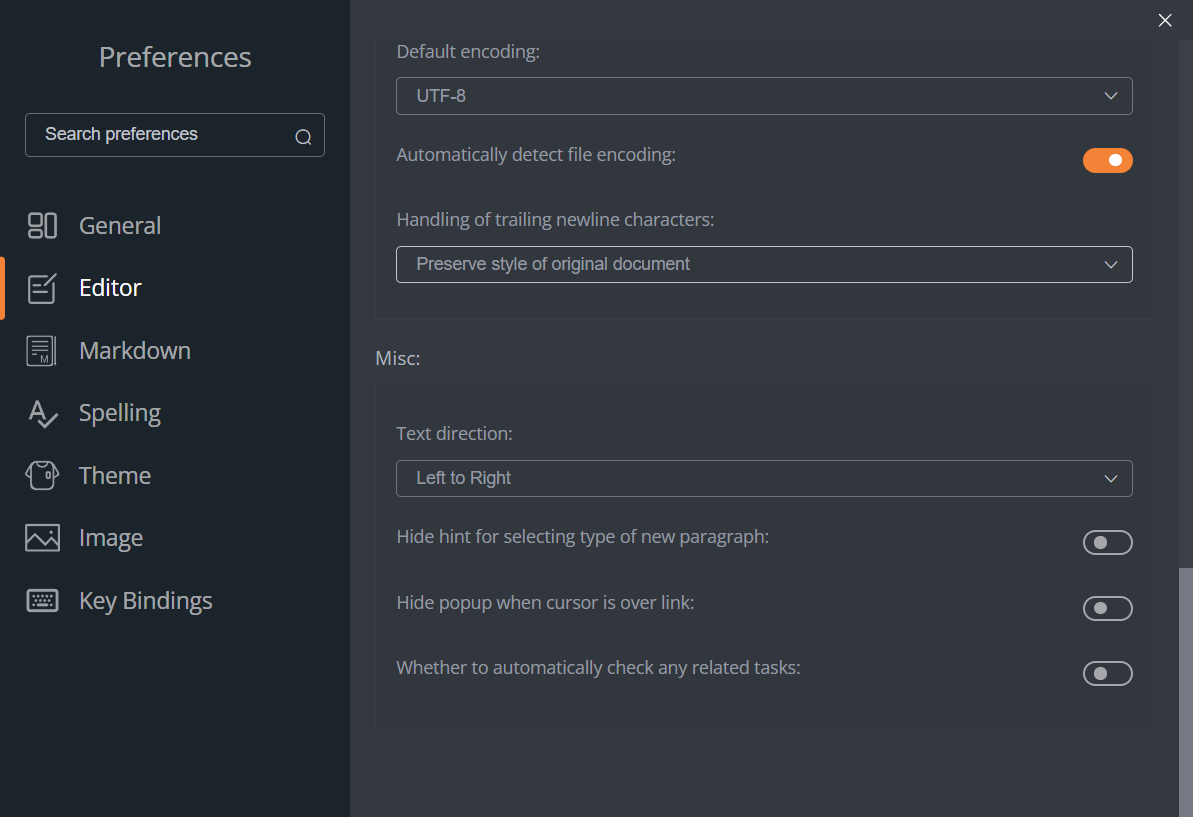 Preferences
Search preferences
General
Editor
Markdown
Spelling
Theme
Image
Key Bindings
Default encoding:
UTF-8
Automatically detect file encoding:
Handling of trailing newline characters:
Preserve style of original document
Misc:
Text direction:
Left to Right
Hide hint for selecting type of new paragraph:
Hide popup when cursor is over link:
Whether to automatically check any related tasks: